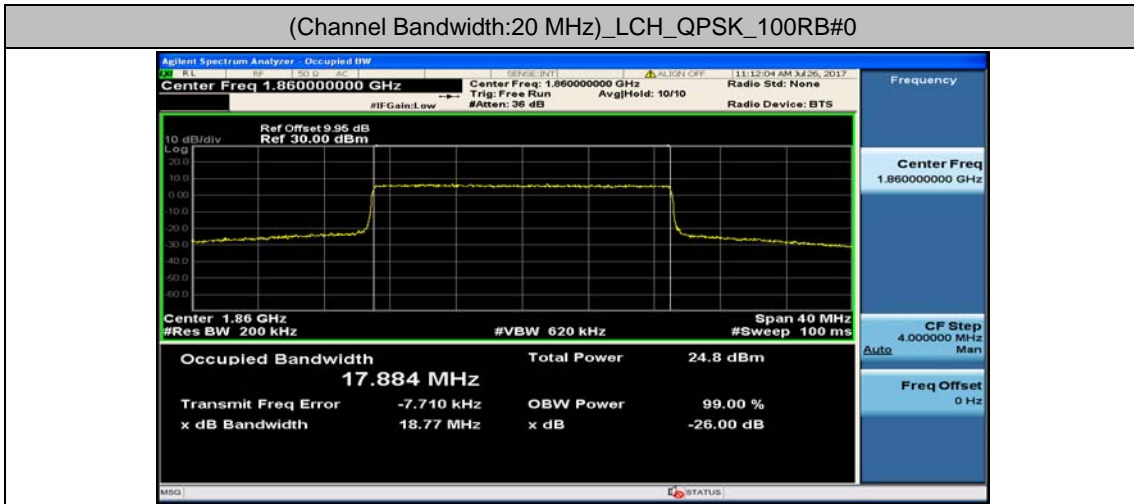 (Channel Bandwidth:20 MHz)_LCH_QPSK_100RB#0
Agilent Spectrum Analyzer - Occupied BW
LXI RL RF 50 Ω AC SENSE:INT ALIGN OFF 11:12:04 AM Jul 26, 2017
Center Freq 1.860000000 GHz Center Freq: 1.860000000 GHz Radio Std: None
Trig: Free Run Avg|Hold: 10/10
#IFGain:Low #Atten: 36 dB Radio Device: BTS
Frequency
Ref Offset 9.95 dB
10 dB/div Ref 30.00 dBm
Log
20.0
10.0
0.00
-10.0
-20.0
-30.0
-40.0
-50.0
-60.0
Center Freq
1.860000000 GHz
Center 1.86 GHz Span 40 MHz
#Res BW 200 kHz #VBW 620 kHz #Sweep 100 ms
CF Step
4.000000 MHz
Auto Man
Freq Offset
0 Hz
Occupied Bandwidth Total Power 24.8 dBm
17.884 MHz
Transmit Freq Error -7.710 kHz OBW Power 99.00 %
x dB Bandwidth 18.77 MHz x dB -26.00 dB
MSG STATUS